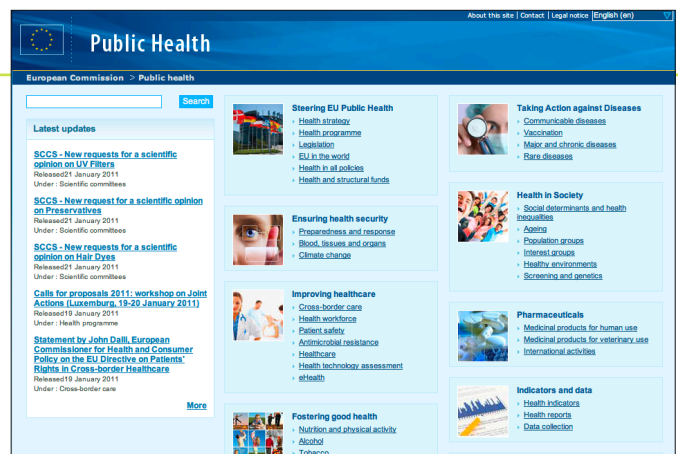 About this site | Contact | Legal notice English (en)
Public Health
European Commission > Public health
Search
Latest updates
SCCS - New requests for a scientific
opinion on UV Filters
Released21 January 2011
Under : Scientific committees
SCCS - New request for a scientific opinion
on Preservatives
Released21 January 2011
Under : Scientific committees
SCCS - New requests for a scientific
opinion on Hair Dyes
Released21 January 2011
Under : Scientific committees
Calls for proposals 2011: workshop on Joint
Actions (Luxemburg, 19-20 January 2011)
Released19 January 2011
Under : Health programme
Statement by John Dalli, European
Commissioner for Health and Consumer
Policy on the EU Directive on Patients'
Rights in Cross-border Healthcare
Released19 January 2011
Under : Cross-border care
More
Steering EU Public Health
Health strategy
Health programme
Legislation
EU in the world
Health in all policies
Health and structural funds
Ensuring health security
Preparedness and response
Blood, tissues and organs
Climate change
Improving healthcare
Cross-border care
Health workforce
Patient safety
Antimicrobial resistance
Healthcare
Health technology assessment
eHealth
Fostering good health
Nutrition and physical activity
Alcohol
Tobacco
Taking Action against Diseases
Communicable diseases
Vaccination
Major and chronic diseases
Rare diseases
Health in Society
Social determinants and health
inequalities
Ageing
Population groups
Interest groups
Healthy environments
Screening and genetics
Pharmaceuticals
Medicinal products for human use
Medicinal products for veterinary use
International activities
Indicators and data
Health indicators
Health reports
Data collection